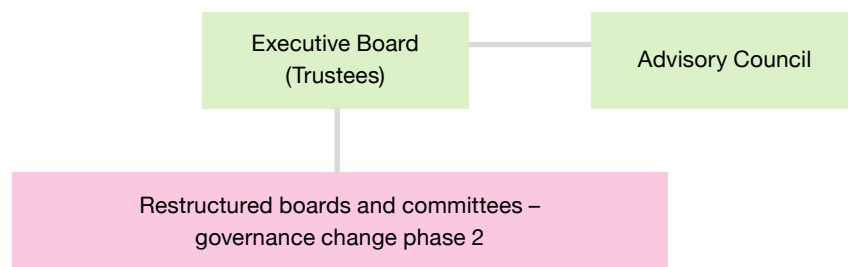 Executive Board
(Trustees)
Advisory Council
Restructured boards and committees –
governance change phase 2